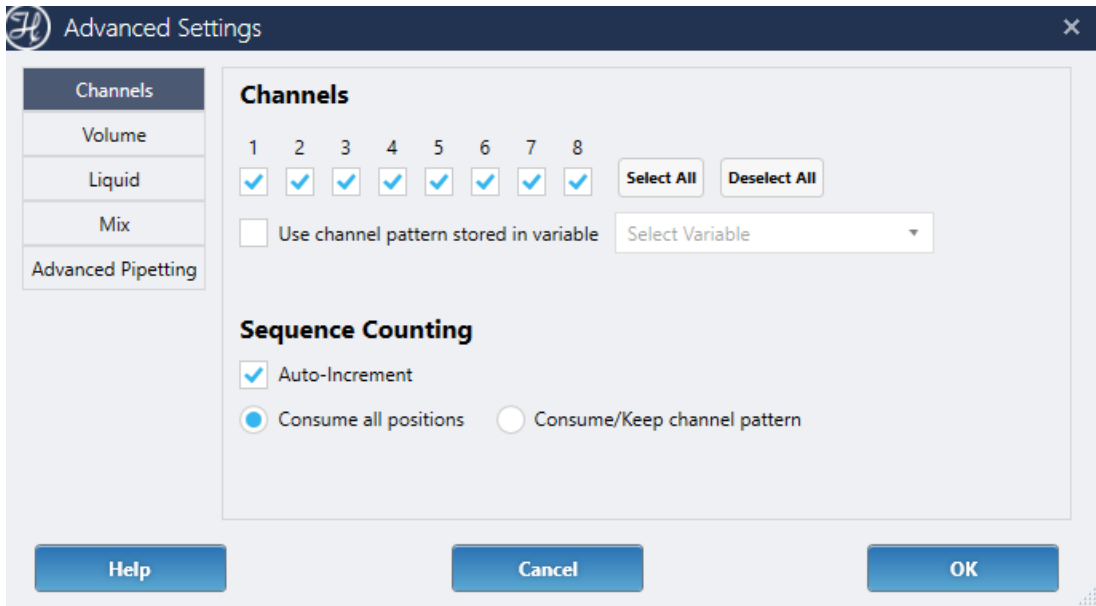 H Advanced Settings
Channels
Volume
Liquid
Mix
Advanced Pipetting
Channels
1 2 3 4 5 6 7 8
Select All Deselect All
Use channel pattern stored in variable Select Variable
Sequence Counting
Auto-Increment
Consume all positions Consume/Keep channel pattern
Help Cancel OK